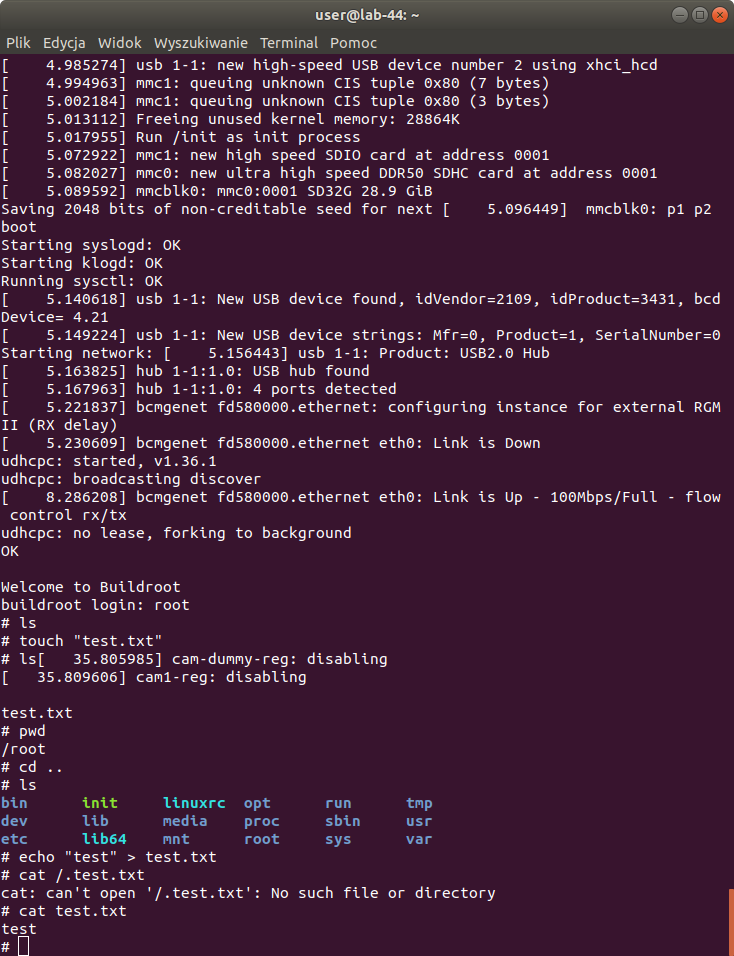 user@lab-44: ~
Plik Edycja Widok Wyszukiwanie Terminal Pomoc
[    4.985274] usb 1-1: new high-speed USB device number 2 using xhci_hcd
[    4.994963] mmc1: queuing unknown CIS tuple 0x80 (7 bytes)
[    5.002184] mmc1: queuing unknown CIS tuple 0x80 (3 bytes)
[    5.013112] Freeing unused kernel memory: 28864K
[    5.017955] Run /init as init process
[    5.072922] mmc1: new high speed SDIO card at address 0001
[    5.082027] mmc0: new ultra high speed DDR50 SDHC card at address 0001
[    5.089592] mmcblk0: mmc0:0001 SD32G 28.9 GiB
Saving 2048 bits of non-creditable seed for next [    5.096449]  mmcblk0: p1 p2
boot
Starting syslogd: OK
Starting klogd: OK
Running sysctl: OK
[    5.140618] usb 1-1: New USB device found, idVendor=2109, idProduct=3431, bcd
Device= 4.21
[    5.149224] usb 1-1: New USB device strings: Mfr=0, Product=1, SerialNumber=0
Starting network: [    5.156443] usb 1-1: Product: USB2.0 Hub
[    5.163825] hub 1-1:1.0: USB hub found
[    5.167963] hub 1-1:1.0: 4 ports detected
[    5.221837] bcmgenet fd580000.ethernet: configuring instance for external RGM
II (RX delay)
[    5.230609] bcmgenet fd580000.ethernet eth0: Link is Down
udhcpc: started, v1.36.1
udhcpc: broadcasting discover
[    8.286208] bcmgenet fd580000.ethernet eth0: Link is Up - 100Mbps/Full - flow
 control rx/tx
udhcpc: no lease, forking to background
OK

Welcome to Buildroot
buildroot login: root
# ls
# touch "test.txt"
# ls[   35.805985] cam-dummy-reg: disabling
[   35.809606] cam1-reg: disabling

test.txt
# pwd
/root
# cd ..
# ls
bin      init     linuxrc  opt      run      tmp
dev      lib      media    proc     sbin     usr
etc      lib64    mnt      root     sys      var
# echo "test" > test.txt
# cat /.test.txt
cat: can't open '/.test.txt': No such file or directory
# cat test.txt
test
#